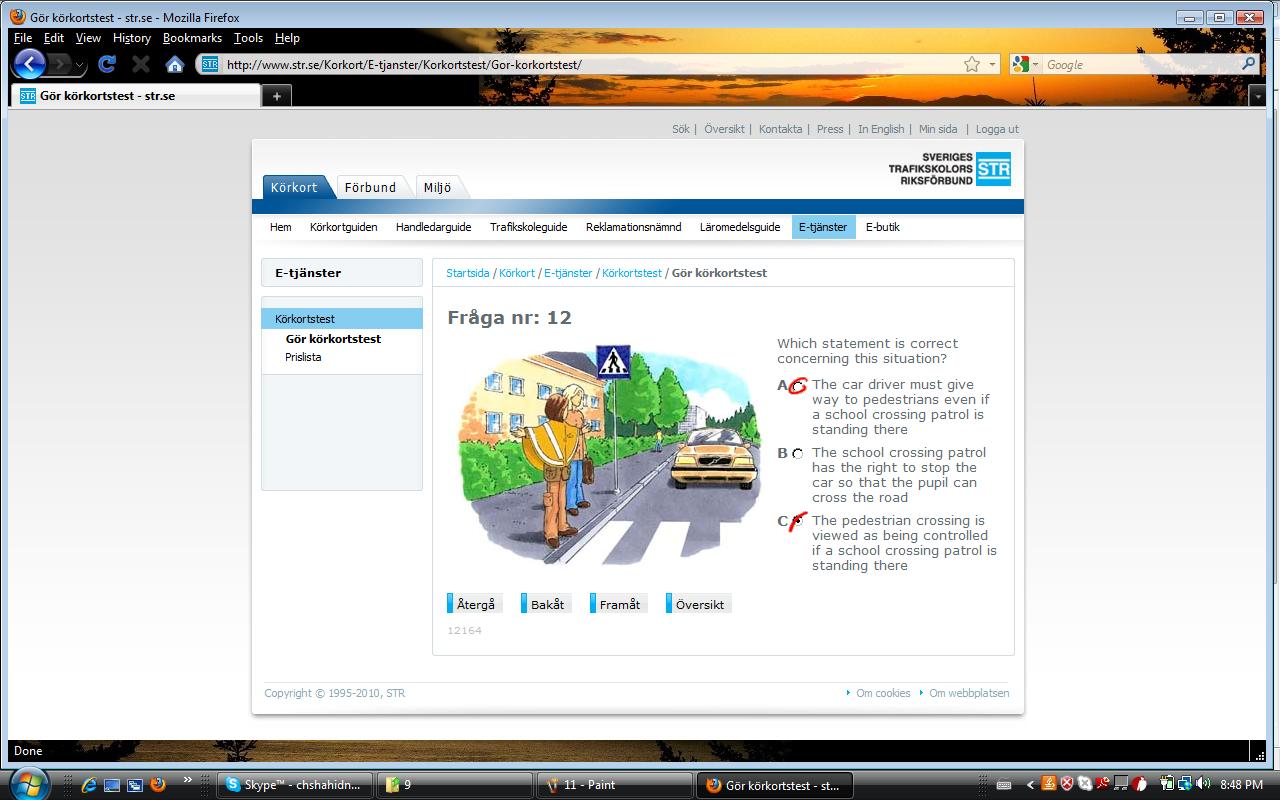 Gör körkortstest - str.se - Mozilla Firefox
File Edit View History Bookmarks Tools Help
STR http://www.str.se/Korkort/E-tjanster/Korkortstest/Gor-kortkortstest/ Google
STR Gör körkortstest - str.se +
Sök | Översikt | Kontakta | Press | In English | Min sida | Logga ut
SVERIGES
TRAFIKSKOLORS
RIKSFÖRBUND
STR
Körkort Förbund Miljö
Hem Körkortguiden Handledarguide Trafikskoleguide Reklamationsnämnd Läromedelsguide E-tjänster E-butik
E-tjänster
Körkortstest
Gör körkortstest
Prislista
Startsida / Körkort / E-tjänster / Körkortstest / Gör körkortstest
Fråga nr: 12
Which statement is correct
concerning this situation?
A The car driver must give
way to pedestrians even if
a school crossing patrol is
standing there
B The school crossing patrol
has the right to stop the
car so that the pupil can
cross the road
C The pedestrian crossing is
viewed as being controlled
if a school crossing patrol is
standing there
Återgå Bakåt Framåt Översikt
12164
Copyright © 1995-2010, STR
Om cookies Om webbplatsen
Done
Skype™ - chshahidn... 9 11 - Paint Gör körkortstest - st... 8:48 PM